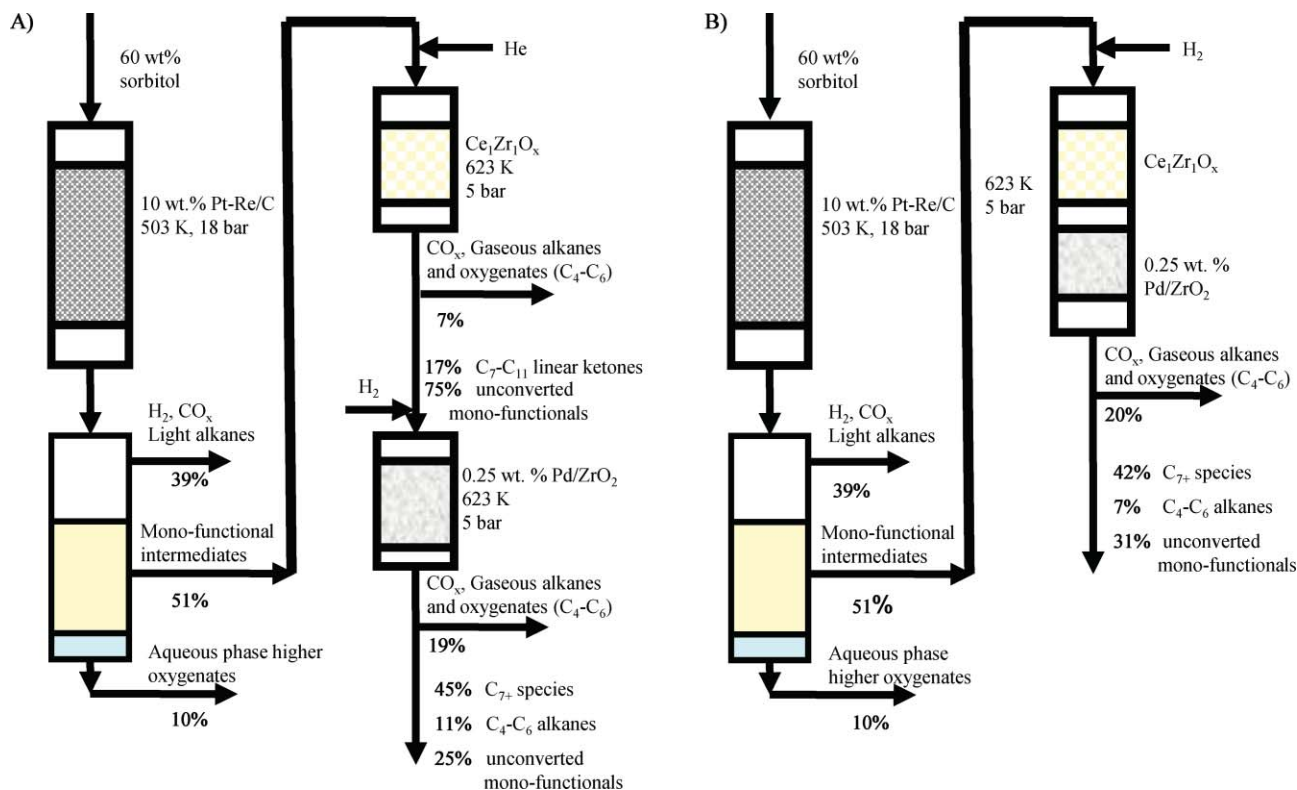 A)
60 wt%
sorbitol
10 wt.% Pt-Re/C
503 K, 18 bar
H₂, COₓ
Light alkanes
39%
Mono-functional
intermediates
51%
Aqueous phase higher
oxygenates
10%
He
Ce₁Zr₁Oₓ
623 K
5 bar
COₓ, Gaseous alkanes
and oxygenates (C₄-C₆)
7%
17% C₇-C₁₁ linear ketones
75% unconverted
mono-functionals
H₂
0.25 wt. % Pd/ZrO₂
623 K
5 bar
COₓ, Gaseous alkanes
and oxygenates (C₄-C₆)
19%
45% C₇₊ species
11% C₄-C₆ alkanes
25% unconverted
mono-functionals
B)
60 wt%
sorbitol
10 wt.% Pt-Re/C
503 K, 18 bar
H₂, COₓ
Light alkanes
39%
Mono-functional
intermediates
51%
Aqueous phase
higher oxygenates
10%
H₂
623 K
5 bar
Ce₁Zr₁Oₓ
0.25 wt. %
Pd/ZrO₂
COₓ, Gaseous alkanes
and oxygenates (C₄-C₆)
20%
42% C₇₊ species
7% C₄-C₆ alkanes
31% unconverted
mono-functionals